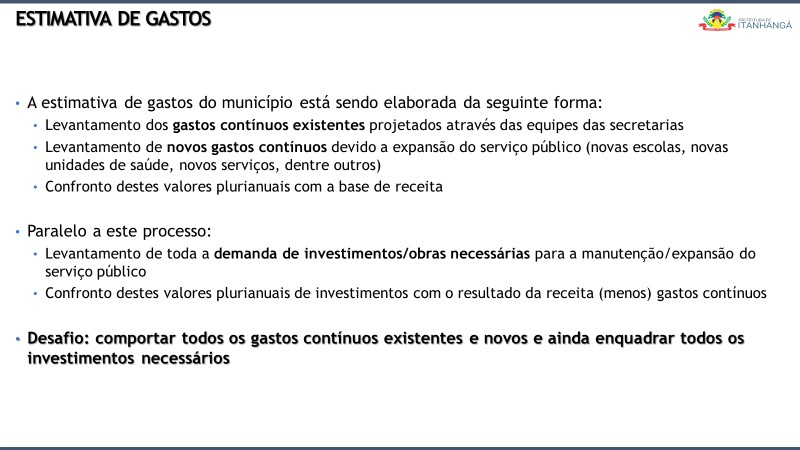 ESTIMATIVA DE GASTOS
PREFEITURA DE
ITANHANGÁ
• A estimativa de gastos do município está sendo elaborada da seguinte forma:
• Levantamento dos gastos contínuos existentes projetados através das equipes das secretarias
• Levantamento de novos gastos contínuos devido a expansão do serviço público (novas escolas, novas
unidades de saúde, novos serviços, dentre outros)
• Confronto destes valores plurianuais com a base de receita
• Paralelo a este processo:
• Levantamento de toda a demanda de investimentos/obras necessárias para a manutenção/expansão do
serviço público
• Confronto destes valores plurianuais de investimentos com o resultado da receita (menos) gastos contínuos
• Desafio: comportar todos os gastos contínuos existentes e novos e ainda enquadrar todos os
investimentos necessários